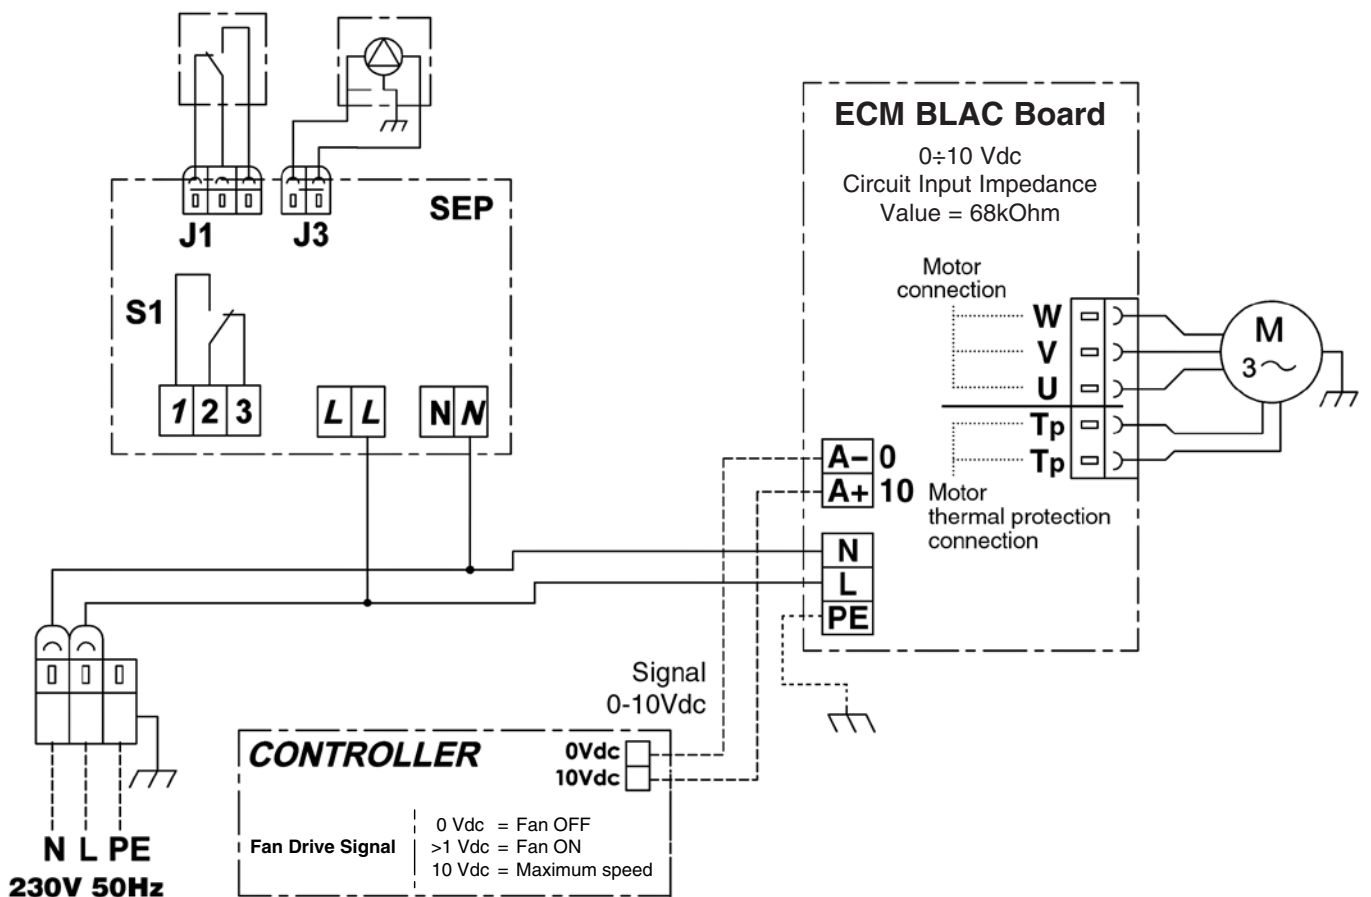 ECM BLAC Board
0÷10 Vdc
Circuit Input Impedance
Value = 68kOhm
SEP
J1
J3
S1
1 2 3
L L
N N
Motor
connection
W
V
U
Tp
Tp
M
3~
A− 0
A+ 10
Motor
thermal protection
connection
N
L
PE
Signal
0-10Vdc
CONTROLLER
0Vdc
10Vdc
Fan Drive Signal
0 Vdc = Fan OFF
>1 Vdc = Fan ON
10 Vdc = Maximum speed
N L PE
230V 50Hz